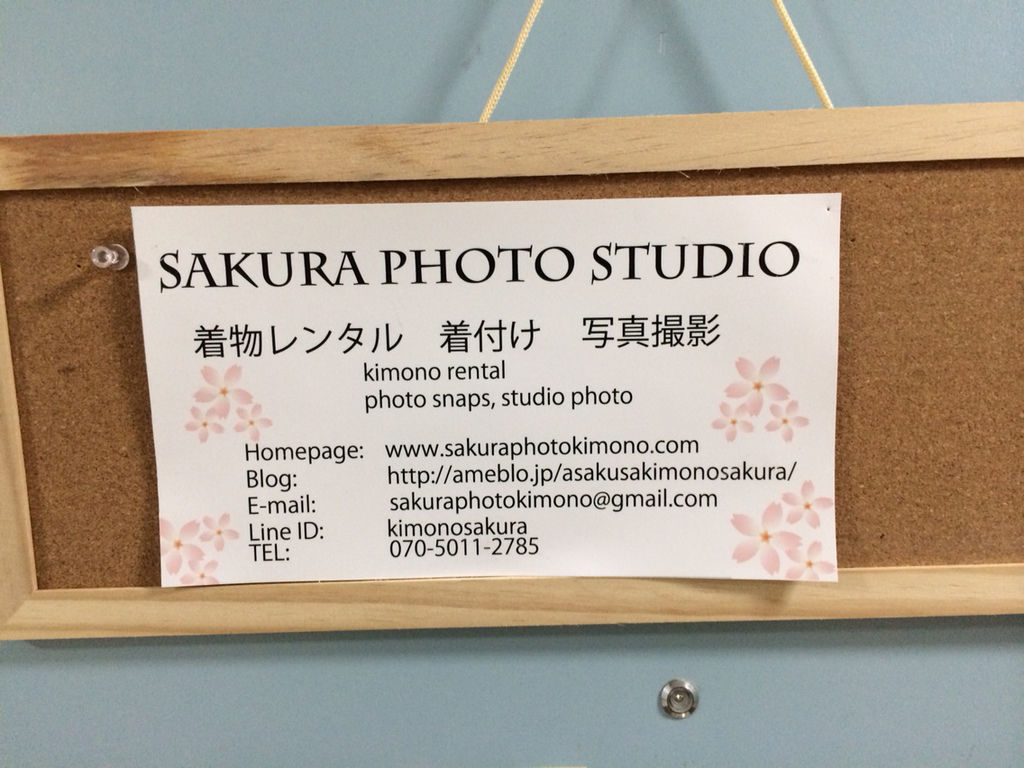 SAKURA PHOTO STUDIO
着物レンタル 着付け 写真撮影
kimono rental
photo snaps, studio photo
Homepage: www.sakuraphotokimono.com
Blog: http://ameblo.jp/asakusakimonosakura/
E-mail: sakuraphotokimono@gmail.com
Line ID: kimonosakura
TEL: 070-5011-2785